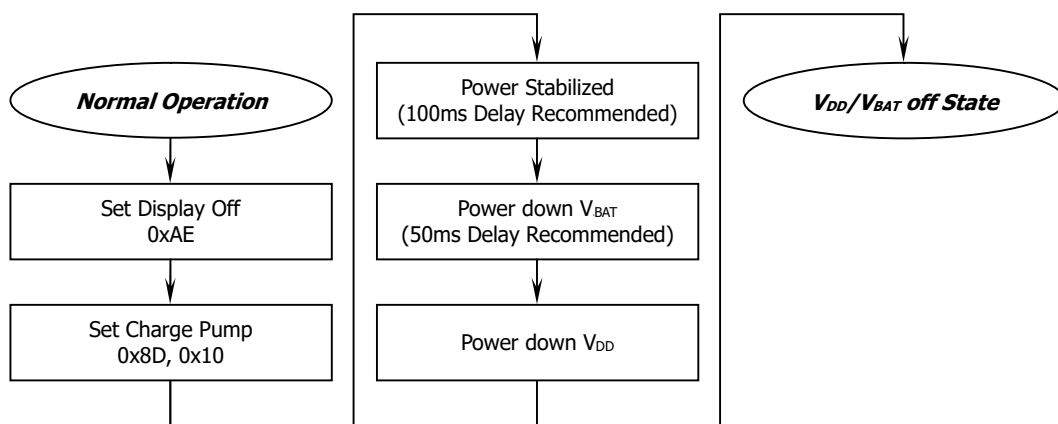 Normal Operation
Set Display Off
0xAE
Set Charge Pump
0x8D, 0x10
Power Stabilized
(100ms Delay Recommended)
Power down VBAT
(50ms Delay Recommended)
Power down VDD
VDD/VBAT off State